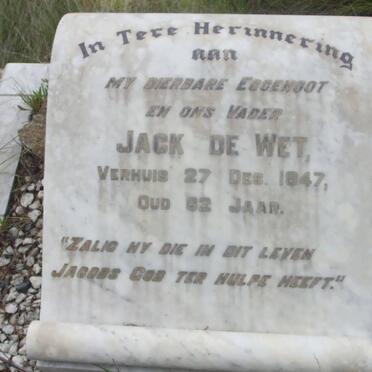 In Tere Herinnering
aan
MY DIERBARE EGGENOOT
EN ONS VADER
JACK DE WET,
VERHUIS 27 DES. 1947,
OUD 62 JAAR.
"ZALIG HY DIE IN DIT LEVEN
JACOBS GOD TER HULPE HEEFT."